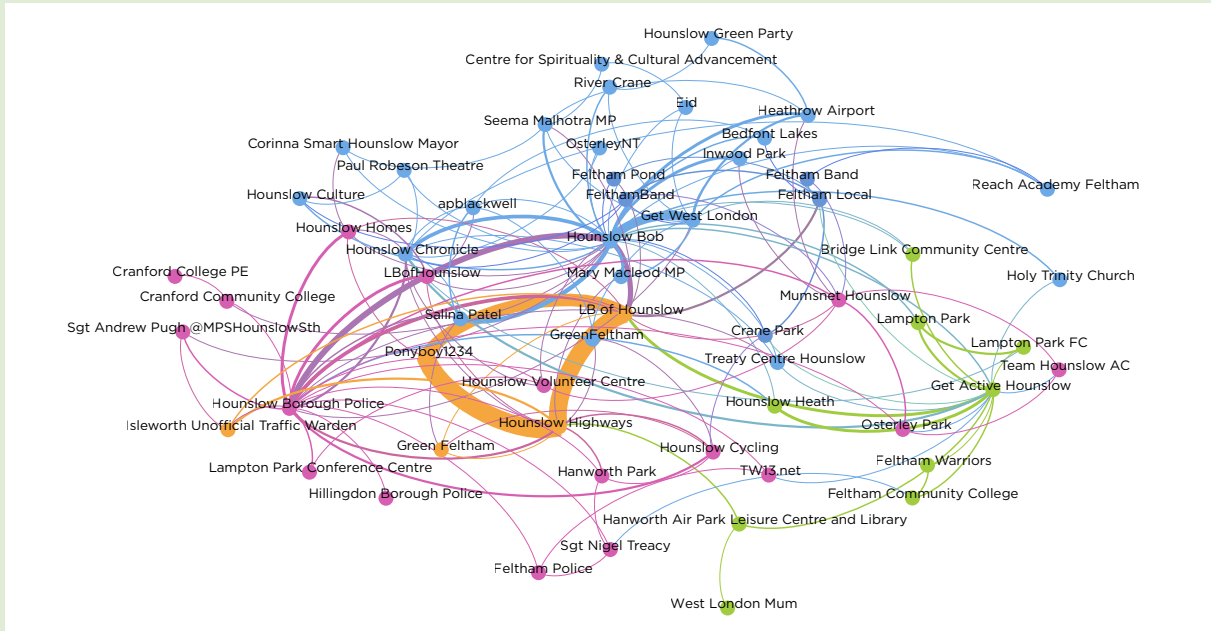 Hounslow Green Party
Centre for Spirituality & Cultural Advancement
River Crane
Eid
Heathrow Airport
Seema Malhotra MP
Bedfont Lakes
Corinna Smart Hounslow Mayor
OsterleyNT
Inwood Park
Paul Robeson Theatre
Feltham Pond
Feltham Band
Reach Academy Feltham
Hounslow Culture
FelthamBand
Feltham Local
apblackwell
Get West London
Hounslow Homes
Hounslow Bob
Hounslow Chronicle
Bridge Link Community Centre
Cranford College PE
LBofHounslow
Mary Macleod MP
Holy Trinity Church
Cranford Community College
Mumsnet Hounslow
Salina Patel
LB of Hounslow
Lampton Park
Sgt Andrew Pugh @MPSHounslowSth
GreenFeltham
Crane Park
Lampton Park FC
Ponyboy1234
Treaty Centre Hounslow
Team Hounslow AC
Hounslow Volunteer Centre
Get Active Hounslow
Hounslow Borough Police
Hounslow Heath
Isleworth Unofficial Traffic Warden
Hounslow Highways
Osterley Park
Green Feltham
Hounslow Cycling
Feltham Warriors
Lampton Park Conference Centre
Hanworth Park
TW13.net
Hillingdon Borough Police
Feltham Community College
Hanworth Air Park Leisure Centre and Library
Sgt Nigel Treacy
Feltham Police
West London Mum